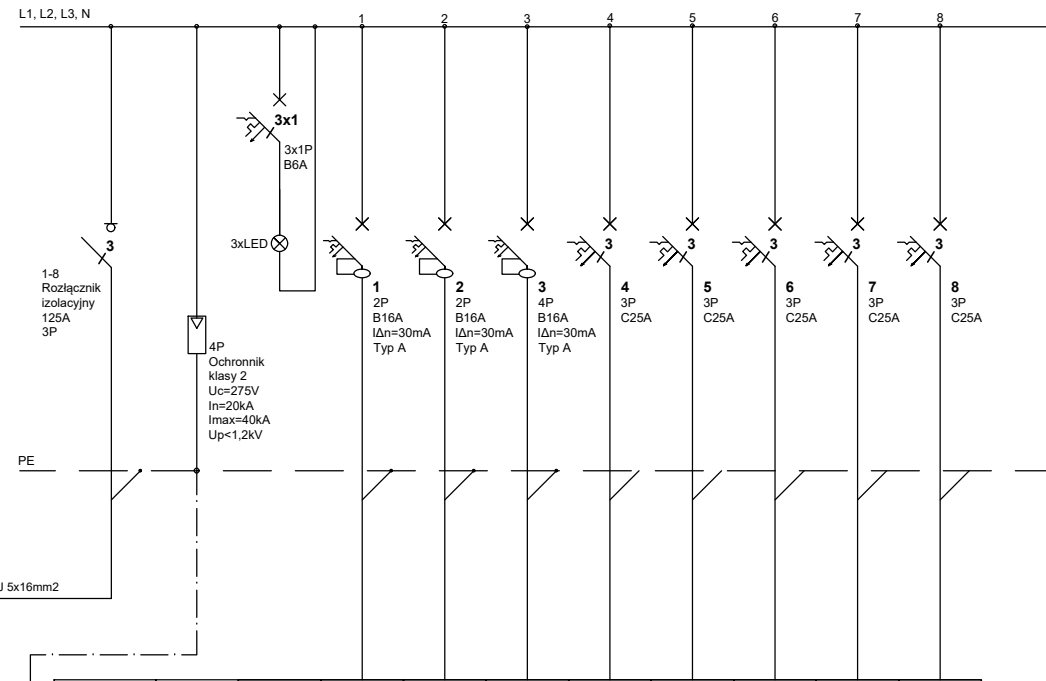 L1, L2, L3, N
1
2
3
4
5
6
7
8
3x1
3x1P
B6A
3xLED
3
1-8
Rozłącznik
izolacyjny
125A
3P
4P
Ochronnik
klasy 2
Uc=275V
In=20kA
Imax=40kA
Up<1,2kV
1
2P
B16A
IΔn=30mA
Typ A
2
2P
B16A
IΔn=30mA
Typ A
3
4P
B16A
IΔn=30mA
Typ A
3
4
3P
C25A
3
5
3P
C25A
3
6
3P
C25A
3
7
3P
C25A
3
8
3P
C25A
PE
5x16mm2